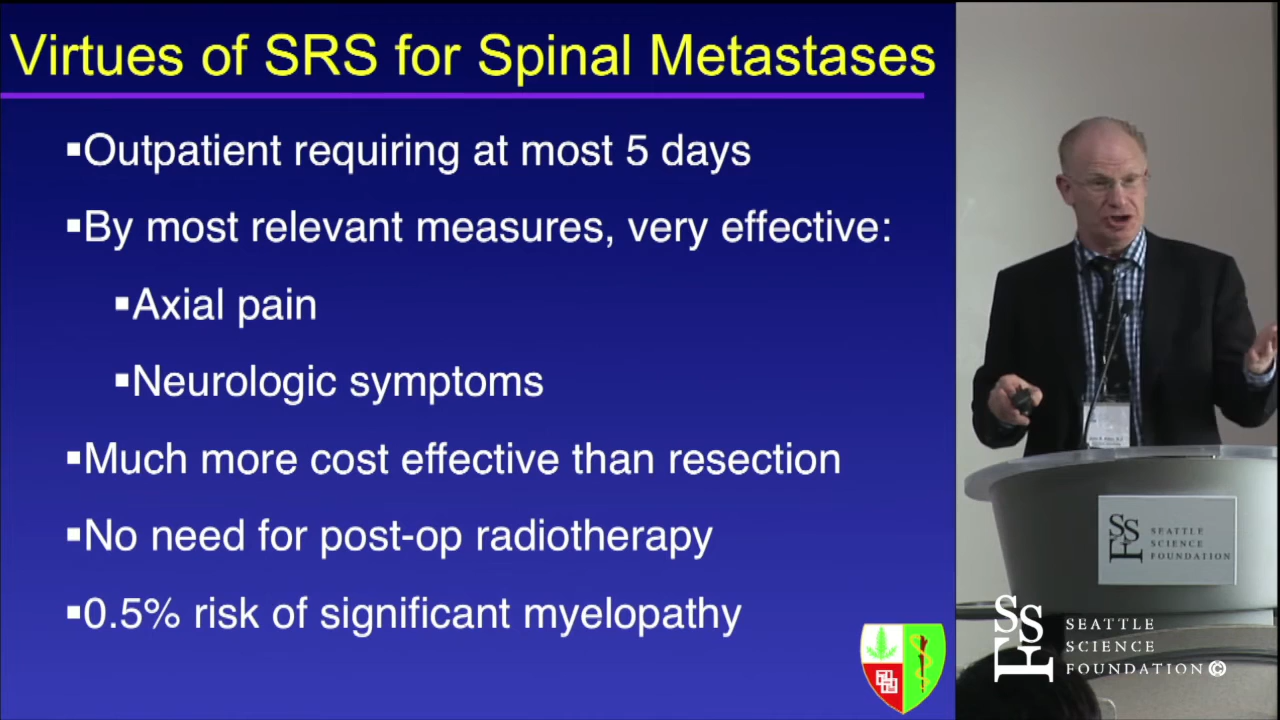 Virtues of SRS for Spinal Metastases
▪Outpatient requiring at most 5 days
▪By most relevant measures, very effective:
▪Axial pain
▪Neurologic symptoms
▪Much more cost effective than resection
▪No need for post-op radiotherapy
▪0.5% risk of significant myelopathy
SSF
SEATTLE
SCIENCE
FOUNDATION
SSF
SEATTLE
SCIENCE
FOUNDATION©